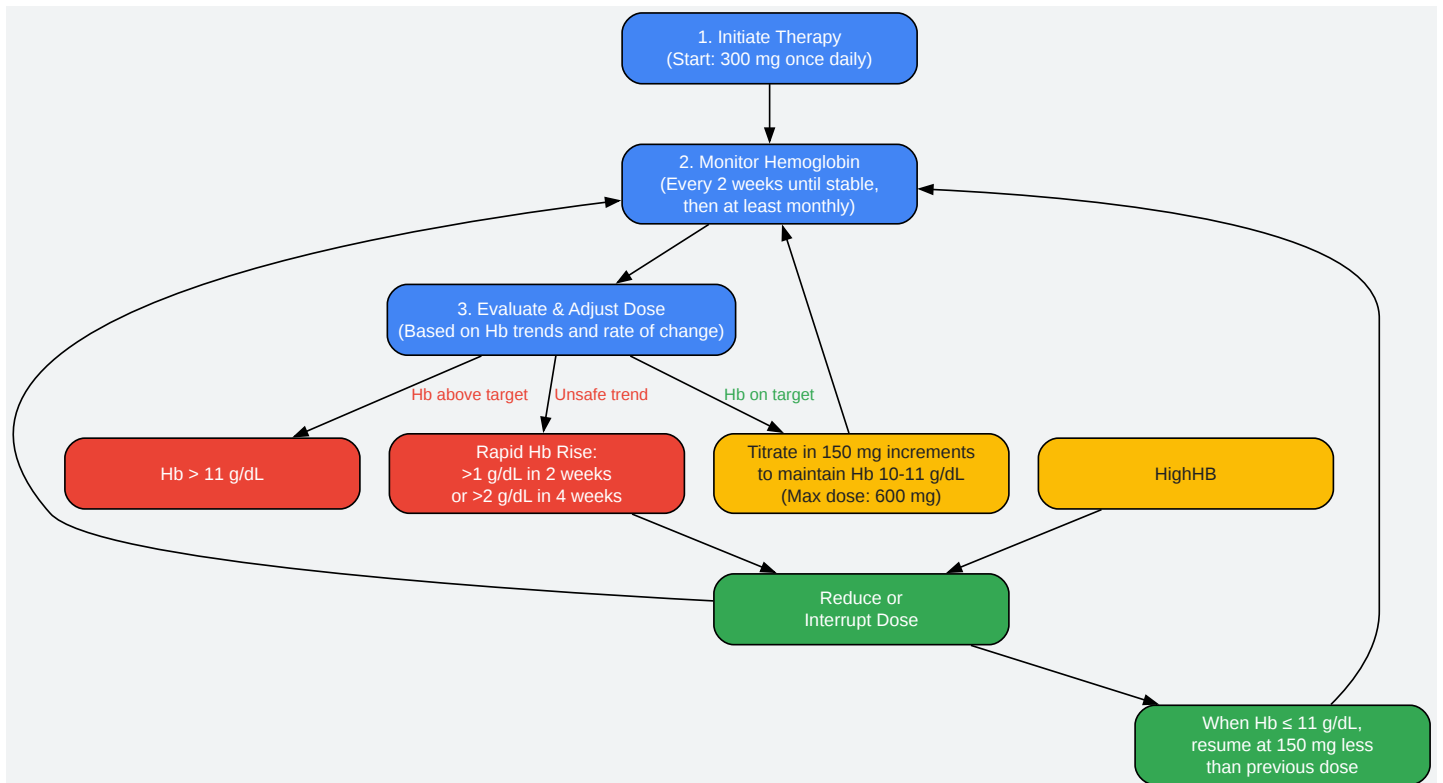 1. Initiate Therapy
(Start: 300 mg once daily)
2. Monitor Hemoglobin
(Every 2 weeks until stable,
then at least monthly)
3. Evaluate & Adjust Dose
(Based on Hb trends and rate of change)
Hb above target
Unsafe trend
Hb on target
Hb > 11 g/dL
Rapid Hb Rise:
>1 g/dL in 2 weeks
or >2 g/dL in 4 weeks
Titrate in 150 mg increments
to maintain Hb 10-11 g/dL
(Max dose: 600 mg)
HighHB
Reduce or
Interrupt Dose
When Hb ≤ 11 g/dL,
resume at 150 mg less
than previous dose